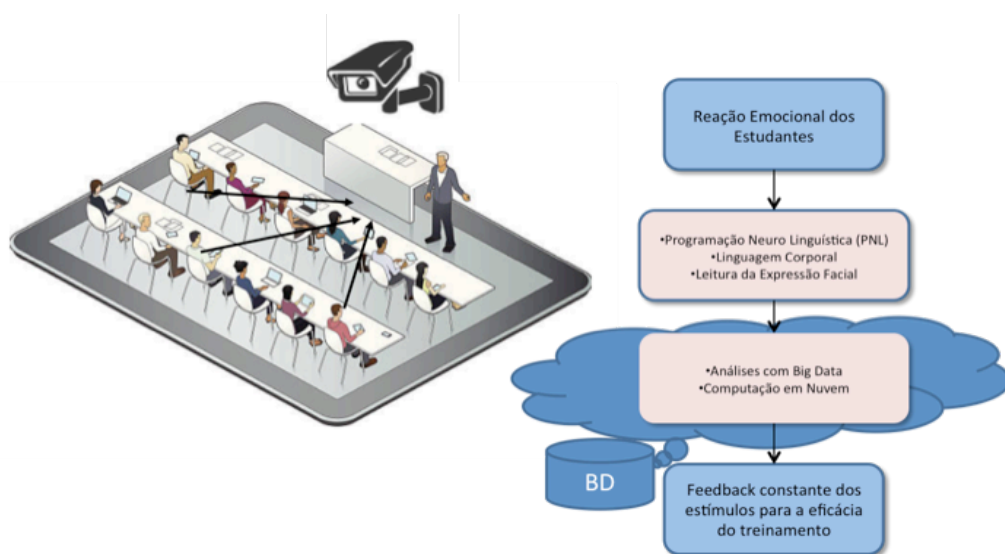 Reação Emocional dos
Estudantes
•Programação Neuro Linguística (PNL)
•Linguagem Corporal
•Leitura da Expressão Facial
•Análises com Big Data
•Computação em Nuvem
BD
Feedback constante dos
estímulos para a eficácia
do treinamento